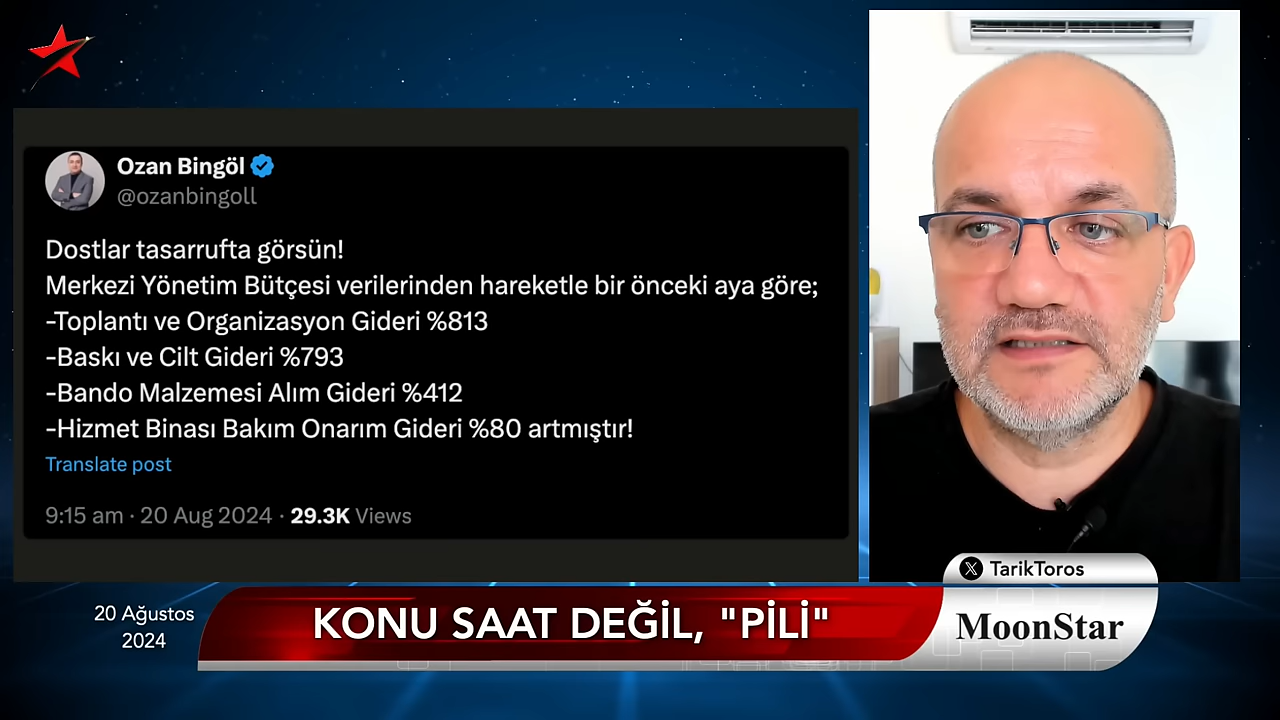 Ozan Bingöl
@ozanbingoll
Dostlar tasarrufta görsün!
Merkezi Yönetim Bütçesi verilerinden hareketle bir önceki aya göre;
-Toplantı ve Organizasyon Gideri %813
-Baskı ve Cilt Gideri %793
-Bando Malzemesi Alım Gideri %412
-Hizmet Binası Bakım Onarım Gideri %80 artmıştır!
Translate post
9:15 am · 20 Aug 2024 · 29.3K Views
TarikToros
20 Ağustos
2024
KONU SAAT DEĞİL, "PİLİ"
MoonStar